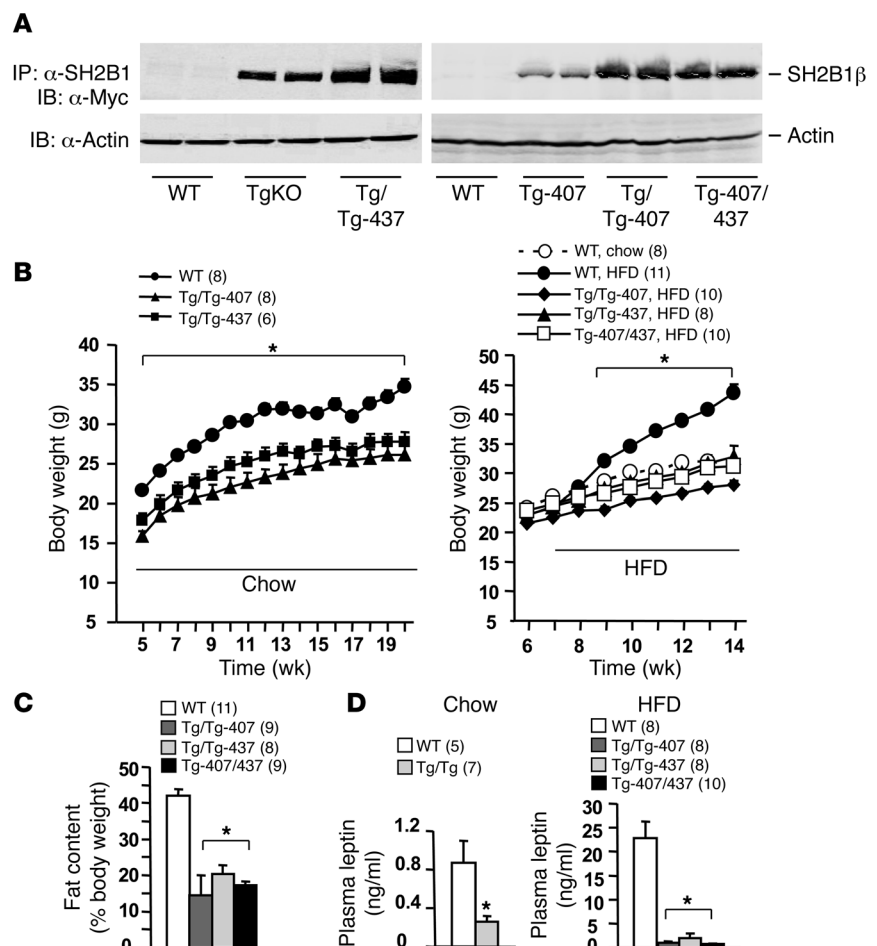 A
IP: α-SH2B1
IB: α-Myc
– SH2B1β
IB: α-Actin
– Actin
WT
TgKO
Tg/
Tg-437
WT
Tg-407
Tg/
Tg-407
Tg-407/
437
B
WT (8)
Tg/Tg-407 (8)
Tg/Tg-437 (6)
40
35
30
25
20
15
10
5
Body weight (g)
*
Chow
5 7 9 11 13 15 17 19
Time (wk)
WT, chow (8)
WT, HFD (11)
Tg/Tg-407, HFD (10)
Tg/Tg-437, HFD (8)
Tg-407/437, HFD (10)
50
45
40
35
30
25
20
15
10
5
Body weight (g)
*
HFD
6 8 10 12 14
Time (wk)
C
WT (11)
Tg/Tg-407 (9)
Tg/Tg-437 (8)
Tg-407/437 (9)
50
40
30
20
10
0
Fat content
(% body weight)
*
D
Chow
WT (5)
Tg/Tg (7)
1.2
0.8
0.4
0
Plasma leptin
(ng/ml)
*
HFD
WT (8)
Tg/Tg-407 (8)
Tg/Tg-437 (8)
Tg-407/437 (10)
30
25
20
15
10
5
0
Plasma leptin
(ng/ml)
*